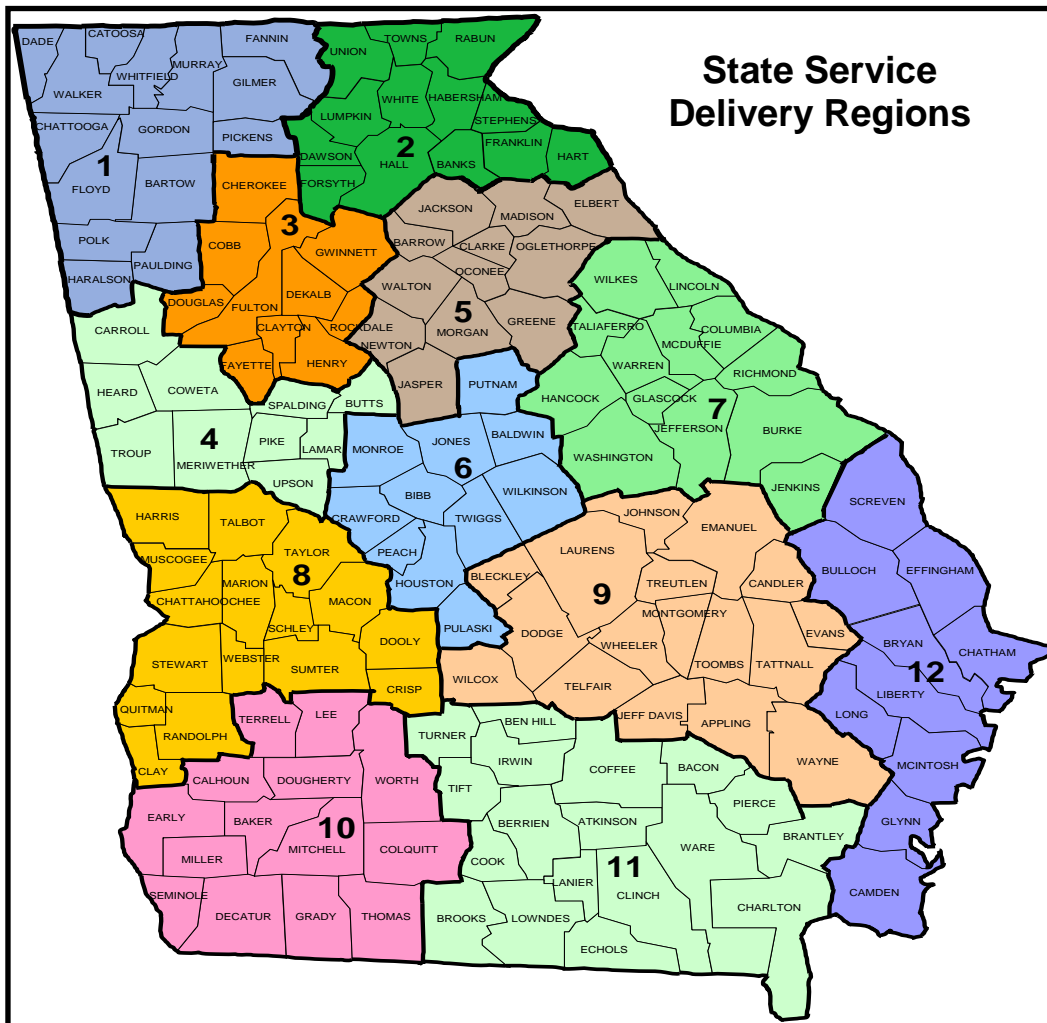 State Service
Delivery Regions
DADE
CATOOSA
FANNIN
WHITFIELD
MURRAY
WALKER
GILMER
CHATTOOGA
GORDON
PICKENS
1
FLOYD
BARTOW
POLK
PAULDING
HARALSON
UNION
TOWNS
RABUN
WHITE
HABERSHAM
LUMPKIN
STEPHENS
DAWSON
2
HALL
BANKS
FRANKLIN
HART
FORSYTH
CHEROKEE
3
COBB
GWINNETT
DOUGLAS
FULTON
DEKALB
CLAYTON
ROCKDALE
FAYETTE
HENRY
CARROLL
HEARD
COWETA
SPALDING
BUTTS
TROUP
4
MERIWETHER
PIKE
LAMAR
UPSON
JACKSON
MADISON
ELBERT
BARROW
CLARKE
OGLETHORPE
OCONEE
WALTON
5
MORGAN
GREENE
NEWTON
JASPER
PUTNAM
MONROE
JONES
BALDWIN
6
BIBB
WILKINSON
CRAWFORD
TWIGGS
PEACH
HOUSTON
PULASKI
WILKES
LINCOLN
TALIAFERRO
COLUMBIA
MCDUFFIE
WARREN
RICHMOND
HANCOCK
GLASCOCK
7
JEFFERSON
BURKE
WASHINGTON
JENKINS
HARRIS
TALBOT
MUSCOGEE
TAYLOR
8
MARION
CHATTAHOOCHEE
MACON
SCHLEY
DOOLY
STEWART
WEBSTER
SUMTER
CRISP
QUITMAN
RANDOLPH
CLAY
JOHNSON
EMANUEL
LAURENS
BLECKLEY
TREUTLEN
CANDLER
9
MONTGOMERY
DODGE
WHEELER
EVANS
TOOMBS
TATTNALL
WILCOX
TELFAIR
JEFF DAVIS
APPLING
WAYNE
TERRELL
LEE
CALHOUN
DOUGHERTY
WORTH
EARLY
BAKER
10
MITCHELL
COLQUITT
MILLER
SEMINOLE
DECATUR
GRADY
THOMAS
TURNER
BEN HILL
IRWIN
COFFEE
BACON
TIFT
PIERCE
BERRIEN
ATKINSON
BRANTLEY
COOK
WARE
11
LANIER
CLINCH
CHARLTON
BROOKS
LOWNDES
ECHOLS
SCREVEN
BULLOCH
EFFINGHAM
BRYAN
CHATHAM
12
LIBERTY
LONG
MCINTOSH
GLYNN
CAMDEN